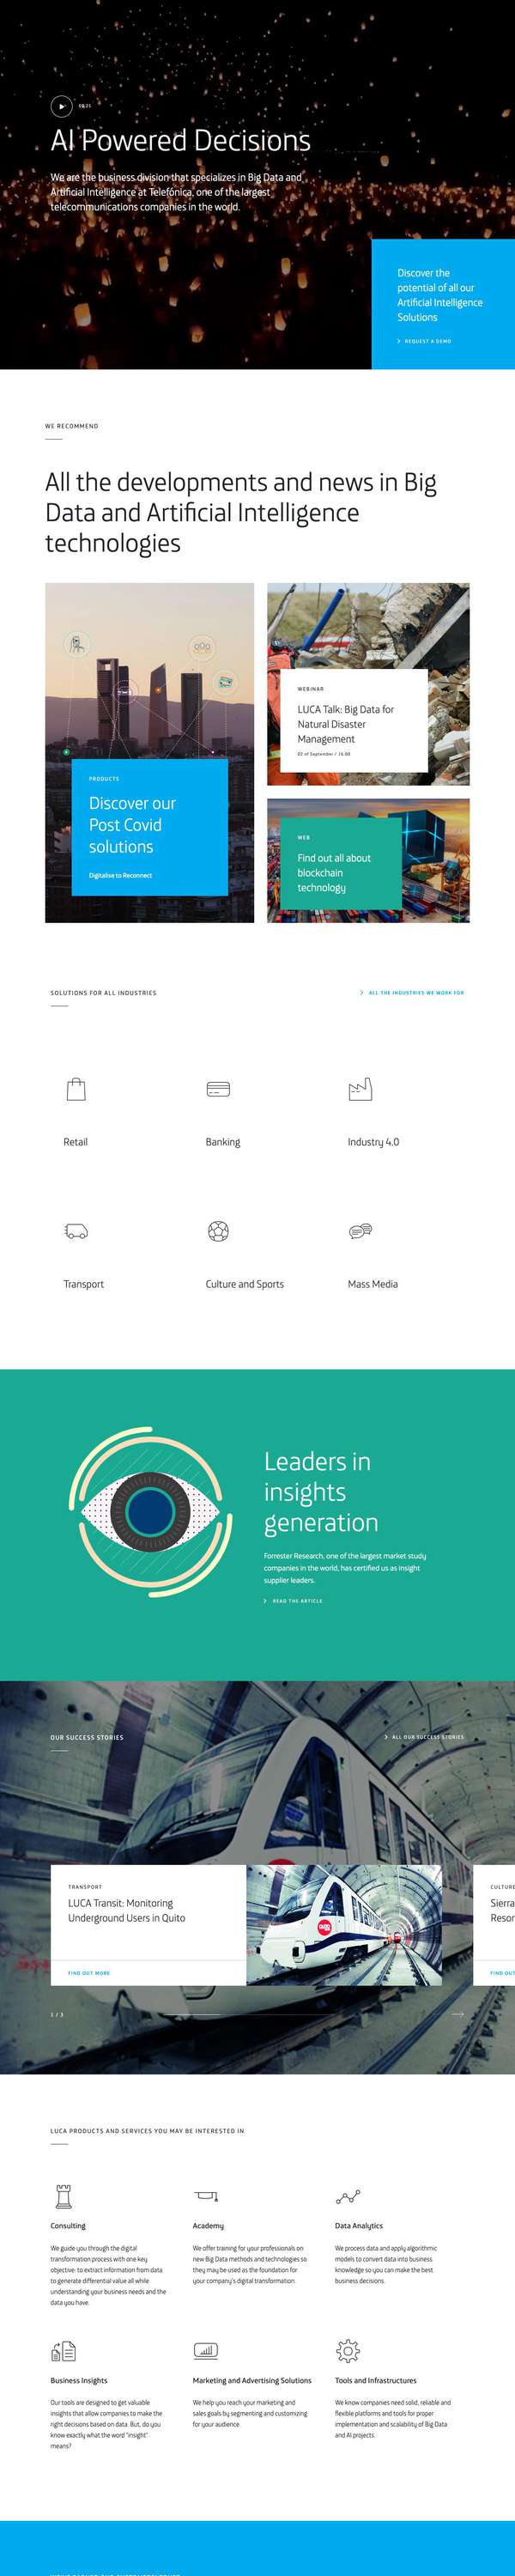 AI Powered Decisions
We are the business division that specializes in Big Data and
Artificial Intelligence at Telefónica, one of the largest
telecommunications companies in the world.
Discover the
potential of all our
Artificial Intelligence
Solutions
REQUEST A DEMO
WE RECOMMEND
All the developments and news in Big
Data and Artificial Intelligence
technologies
PRODUCTS
Discover our
Post Covid
solutions
Digitalise to Reconnect
WEBINAR
LUCA Talk: Big Data for
Natural Disaster
Management
02 of September / 16:00
WEB
Find out all about
blockchain
technology
SOLUTIONS FOR ALL INDUSTRIES
ALL THE INDUSTRIES WE WORK FOR
Retail
Banking
Industry 4.0
Transport
Culture and Sports
Mass Media
Leaders in
insights
generation
Forrester Research, one of the largest market study
companies in the world, has certified us as insight
supplier leaders.
READ THE ARTICLE
OUR SUCCESS STORIES
ALL OUR SUCCESS STORIES
TRANSPORT
LUCA Transit: Monitoring
Underground Users in Quito
FIND OUT MORE
CULTURE
Sierra
Resor
FIND OUT
1 / 3
LUCA PRODUCTS AND SERVICES YOU MAY BE INTERESTED IN
Consulting
We guide you through the digital
transformation process with one key
objective: to extract information from data
to generate differential value all while
understanding your business needs and the
data you have.
Academy
We offer training for your professionals on
new Big Data methods and technologies so
they may be used as the foundation for
your company's digital transformation.
Data Analytics
We process data and apply algorithmic
models to convert data into business
knowledge so you can make the best
business decisions.
Business Insights
Our tools are designed to get valuable
insights that allow companies to make the
right decisions based on data. But, do you
know exactly what the word "insight"
means?
Marketing and Advertising Solutions
We help you reach your marketing and
sales goals by segmenting and customizing
for your audience.
Tools and Infrastructures
We know companies need solid, reliable and
flexible platforms and tools for proper
implementation and scalability of Big Data
and AI projects.